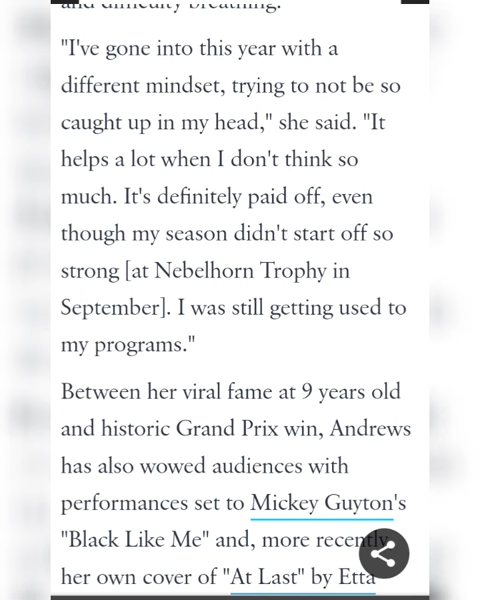 and difficulty breathing.
"I've gone into this year with a
different mindset, trying to not be so
caught up in my head," she said. "It
helps a lot when I don't think so
much. It's definitely paid off, even
though my season didn't start off so
strong [at Nebelhorn Trophy in
September]. I was still getting used to
my programs."
Between her viral fame at 9 years old
and historic Grand Prix win, Andrews
has also wowed audiences with
performances set to Mickey Guyton's
"Black Like Me" and, more recently
her own cover of "At Last" by Etta